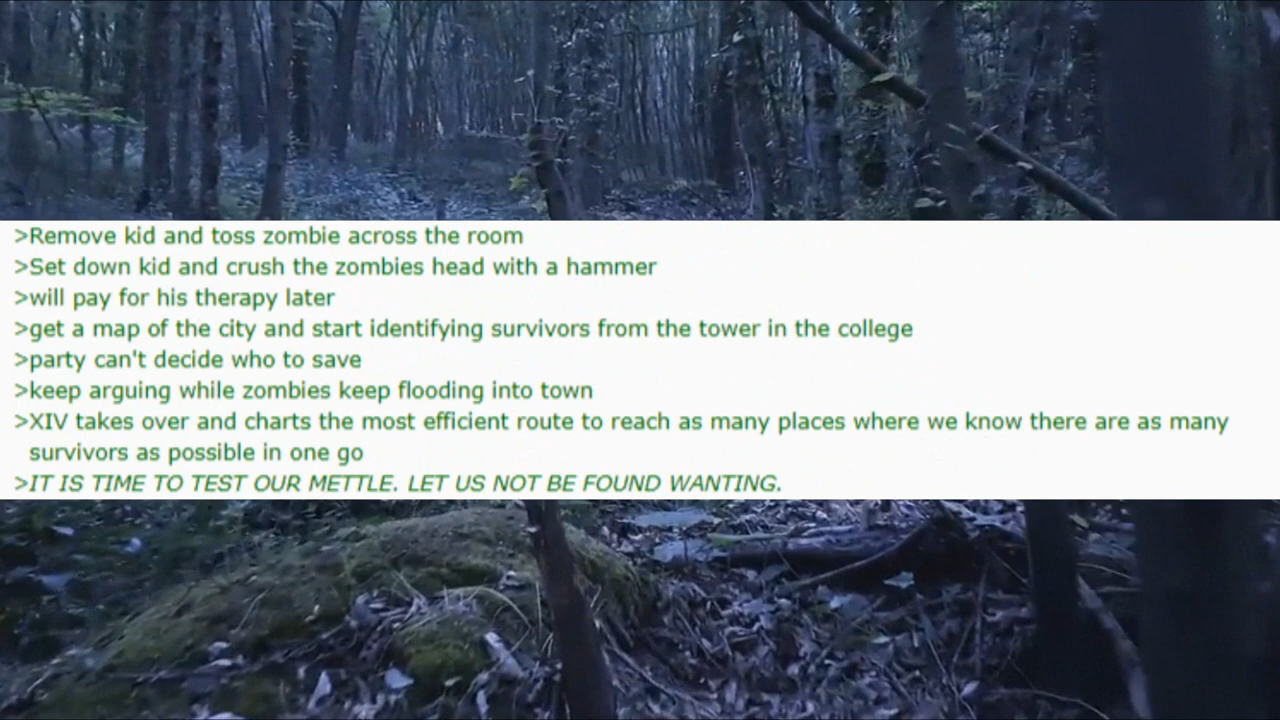 >Remove kid and toss zombie across the room
>Set down kid and crush the zombies head with a hammer
>will pay for his therapy later
>get a map of the city and start identifying survivors from the tower in the college
>party can't decide who to save
>keep arguing while zombies keep flooding into town
>XIV takes over and charts the most efficient route to reach as many places where we know there are as many
survivors as possible in one go
>IT IS TIME TO TEST OUR METTLE. LET US NOT BE FOUND WANTING.